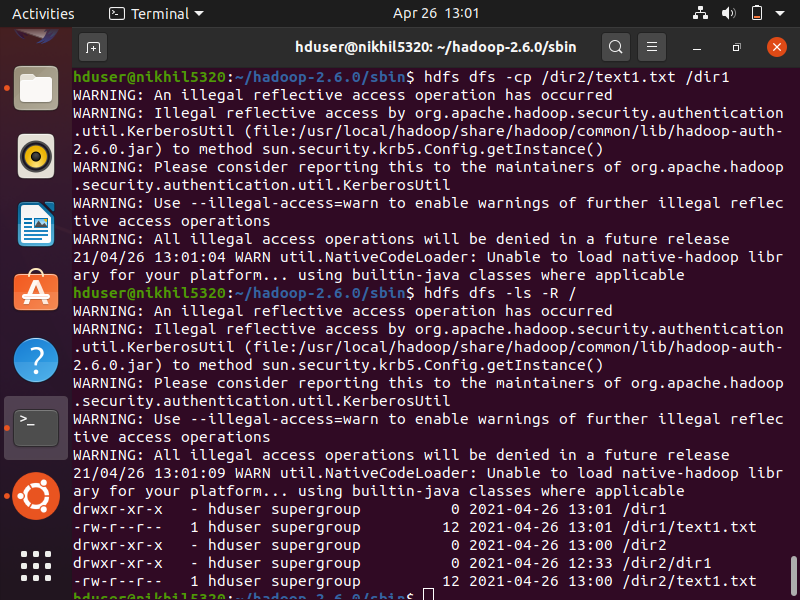 Activities
Terminal
Apr 26 13:01
hduser@nikhil5320: ~/hadoop-2.6.0/sbin
hduser@nikhil5320:~/hadoop-2.6.0/sbin$ hdfs dfs -cp /dir2/text1.txt /dir1
WARNING: An illegal reflective access operation has occurred
WARNING: Illegal reflective access by org.apache.hadoop.security.authentication
.util.KerberosUtil (file:/usr/local/hadoop/share/hadoop/common/lib/hadoop-auth-
2.6.0.jar) to method sun.security.krb5.Config.getInstance()
WARNING: Please consider reporting this to the maintainers of org.apache.hadoop
.security.authentication.util.KerberosUtil
WARNING: Use --illegal-access=warn to enable warnings of further illegal reflec
tive access operations
WARNING: All illegal access operations will be denied in a future release
21/04/26 13:01:04 WARN util.NativeCodeLoader: Unable to load native-hadoop libr
ary for your platform... using builtin-java classes where applicable
hduser@nikhil5320:~/hadoop-2.6.0/sbin$ hdfs dfs -ls -R /
WARNING: An illegal reflective access operation has occurred
WARNING: Illegal reflective access by org.apache.hadoop.security.authentication
.util.KerberosUtil (file:/usr/local/hadoop/share/hadoop/common/lib/hadoop-auth-
2.6.0.jar) to method sun.security.krb5.Config.getInstance()
WARNING: Please consider reporting this to the maintainers of org.apache.hadoop
.security.authentication.util.KerberosUtil
WARNING: Use --illegal-access=warn to enable warnings of further illegal reflec
tive access operations
WARNING: All illegal access operations will be denied in a future release
21/04/26 13:01:09 WARN util.NativeCodeLoader: Unable to load native-hadoop libr
ary for your platform... using builtin-java classes where applicable
drwxr-xr-x   - hduser supergroup          0 2021-04-26 13:01 /dir1
-rw-r--r--   1 hduser supergroup         12 2021-04-26 13:01 /dir1/text1.txt
drwxr-xr-x   - hduser supergroup          0 2021-04-26 13:00 /dir2
drwxr-xr-x   - hduser supergroup          0 2021-04-26 12:33 /dir2/dir1
-rw-r--r--   1 hduser supergroup         12 2021-04-26 13:00 /dir2/text1.txt
hduser@nikhil5320:~/hadoop-2.6.0/sbin$